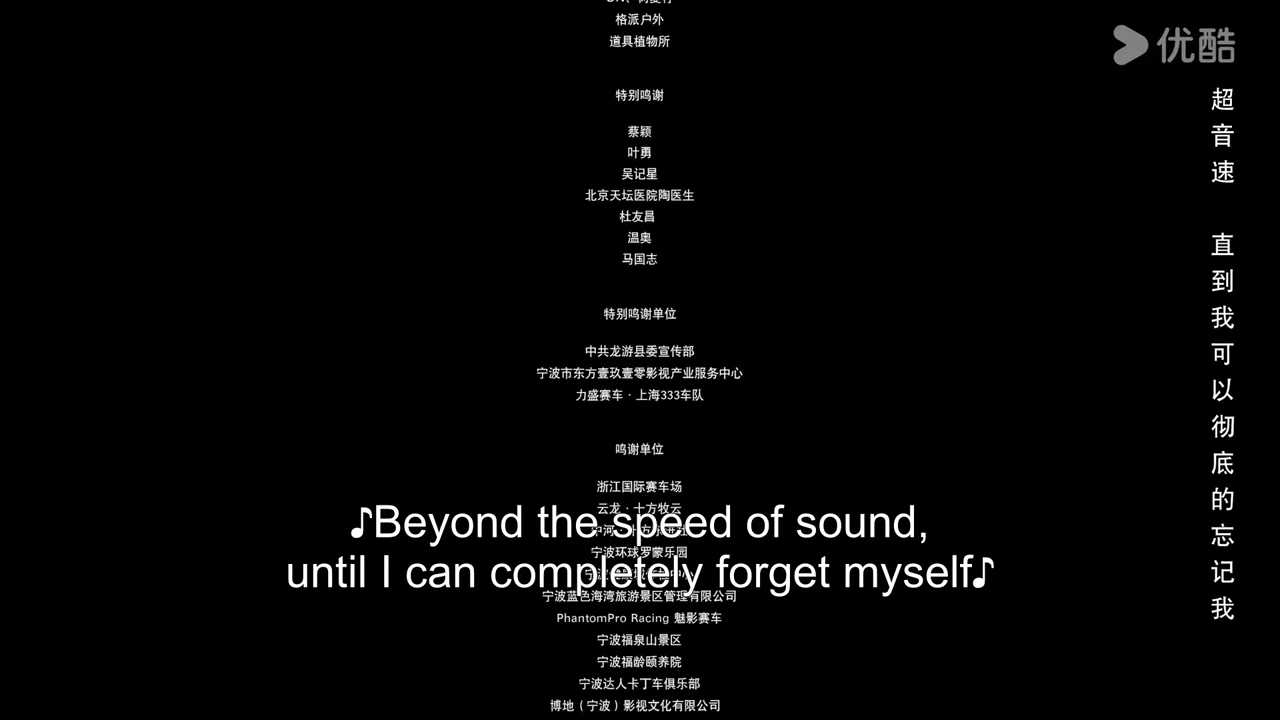 格派户外
道具植物所
特别鸣谢
蔡颖
叶勇
吴记星
北京天坛医院陶医生
杜友昌
温奥
马国志
特别鸣谢单位
中共龙游县委宣传部
宁波市东方壹玖壹零影视产业服务中心
力盛赛车·上海333车队
鸣谢单位
浙江国际赛车场
云龙·十方牧云
♪Beyond the speed of sound,
宁波环球罗蒙乐园
until I can completely forget myself♪
宁波蓝色海湾旅游景区管理有限公司
PhantomPro Racing 魅影赛车
宁波福泉山景区
宁波福龄颐养院
宁波达人卡丁车俱乐部
博地（宁波）影视文化有限公司
优酷
超音速 直到我可以彻底的忘记我